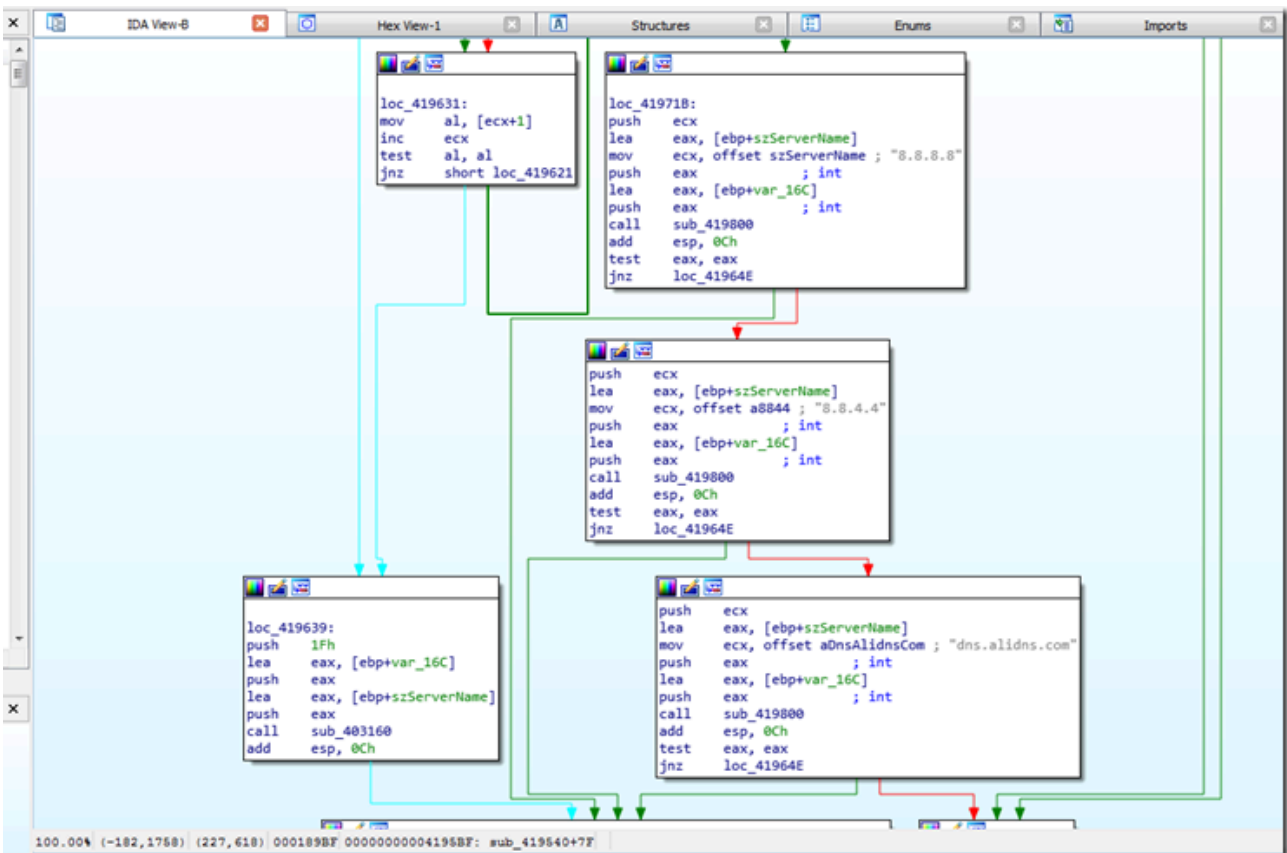 IDA View-B
Hex View-1
Structures
Enums
Imports
loc_419631:
mov al, [ecx+1]
inc ecx
test al, al
jnz short loc_419621
loc_41971B:
push ecx
lea eax, [ebp+szServerName]
mov ecx, offset szServerName ; "8.8.8.8"
push eax ; int
lea eax, [ebp+var_16C]
push eax ; int
call sub_419800
add esp, 0Ch
test eax, eax
jnz loc_41964E
push ecx
lea eax, [ebp+szServerName]
mov ecx, offset a8844 ; "8.8.4.4"
push eax ; int
lea eax, [ebp+var_16C]
push eax ; int
call sub_419800
add esp, 0Ch
test eax, eax
jnz loc_41964E
loc_419639:
push 1Fh
lea eax, [ebp+var_16C]
push eax
lea eax, [ebp+szServerName]
push eax
call sub_403160
add esp, 0Ch
push ecx
lea eax, [ebp+szServerName]
mov ecx, offset aDnsAlidnsCom ; "dns.alidns.com"
push eax ; int
lea eax, [ebp+var_16C]
push eax ; int
call sub_419800
add esp, 0Ch
test eax, eax
jnz loc_41964E
100.00% (-182,1758) (227,618) 000189BF 00000000004195BF: sub_419540+7F